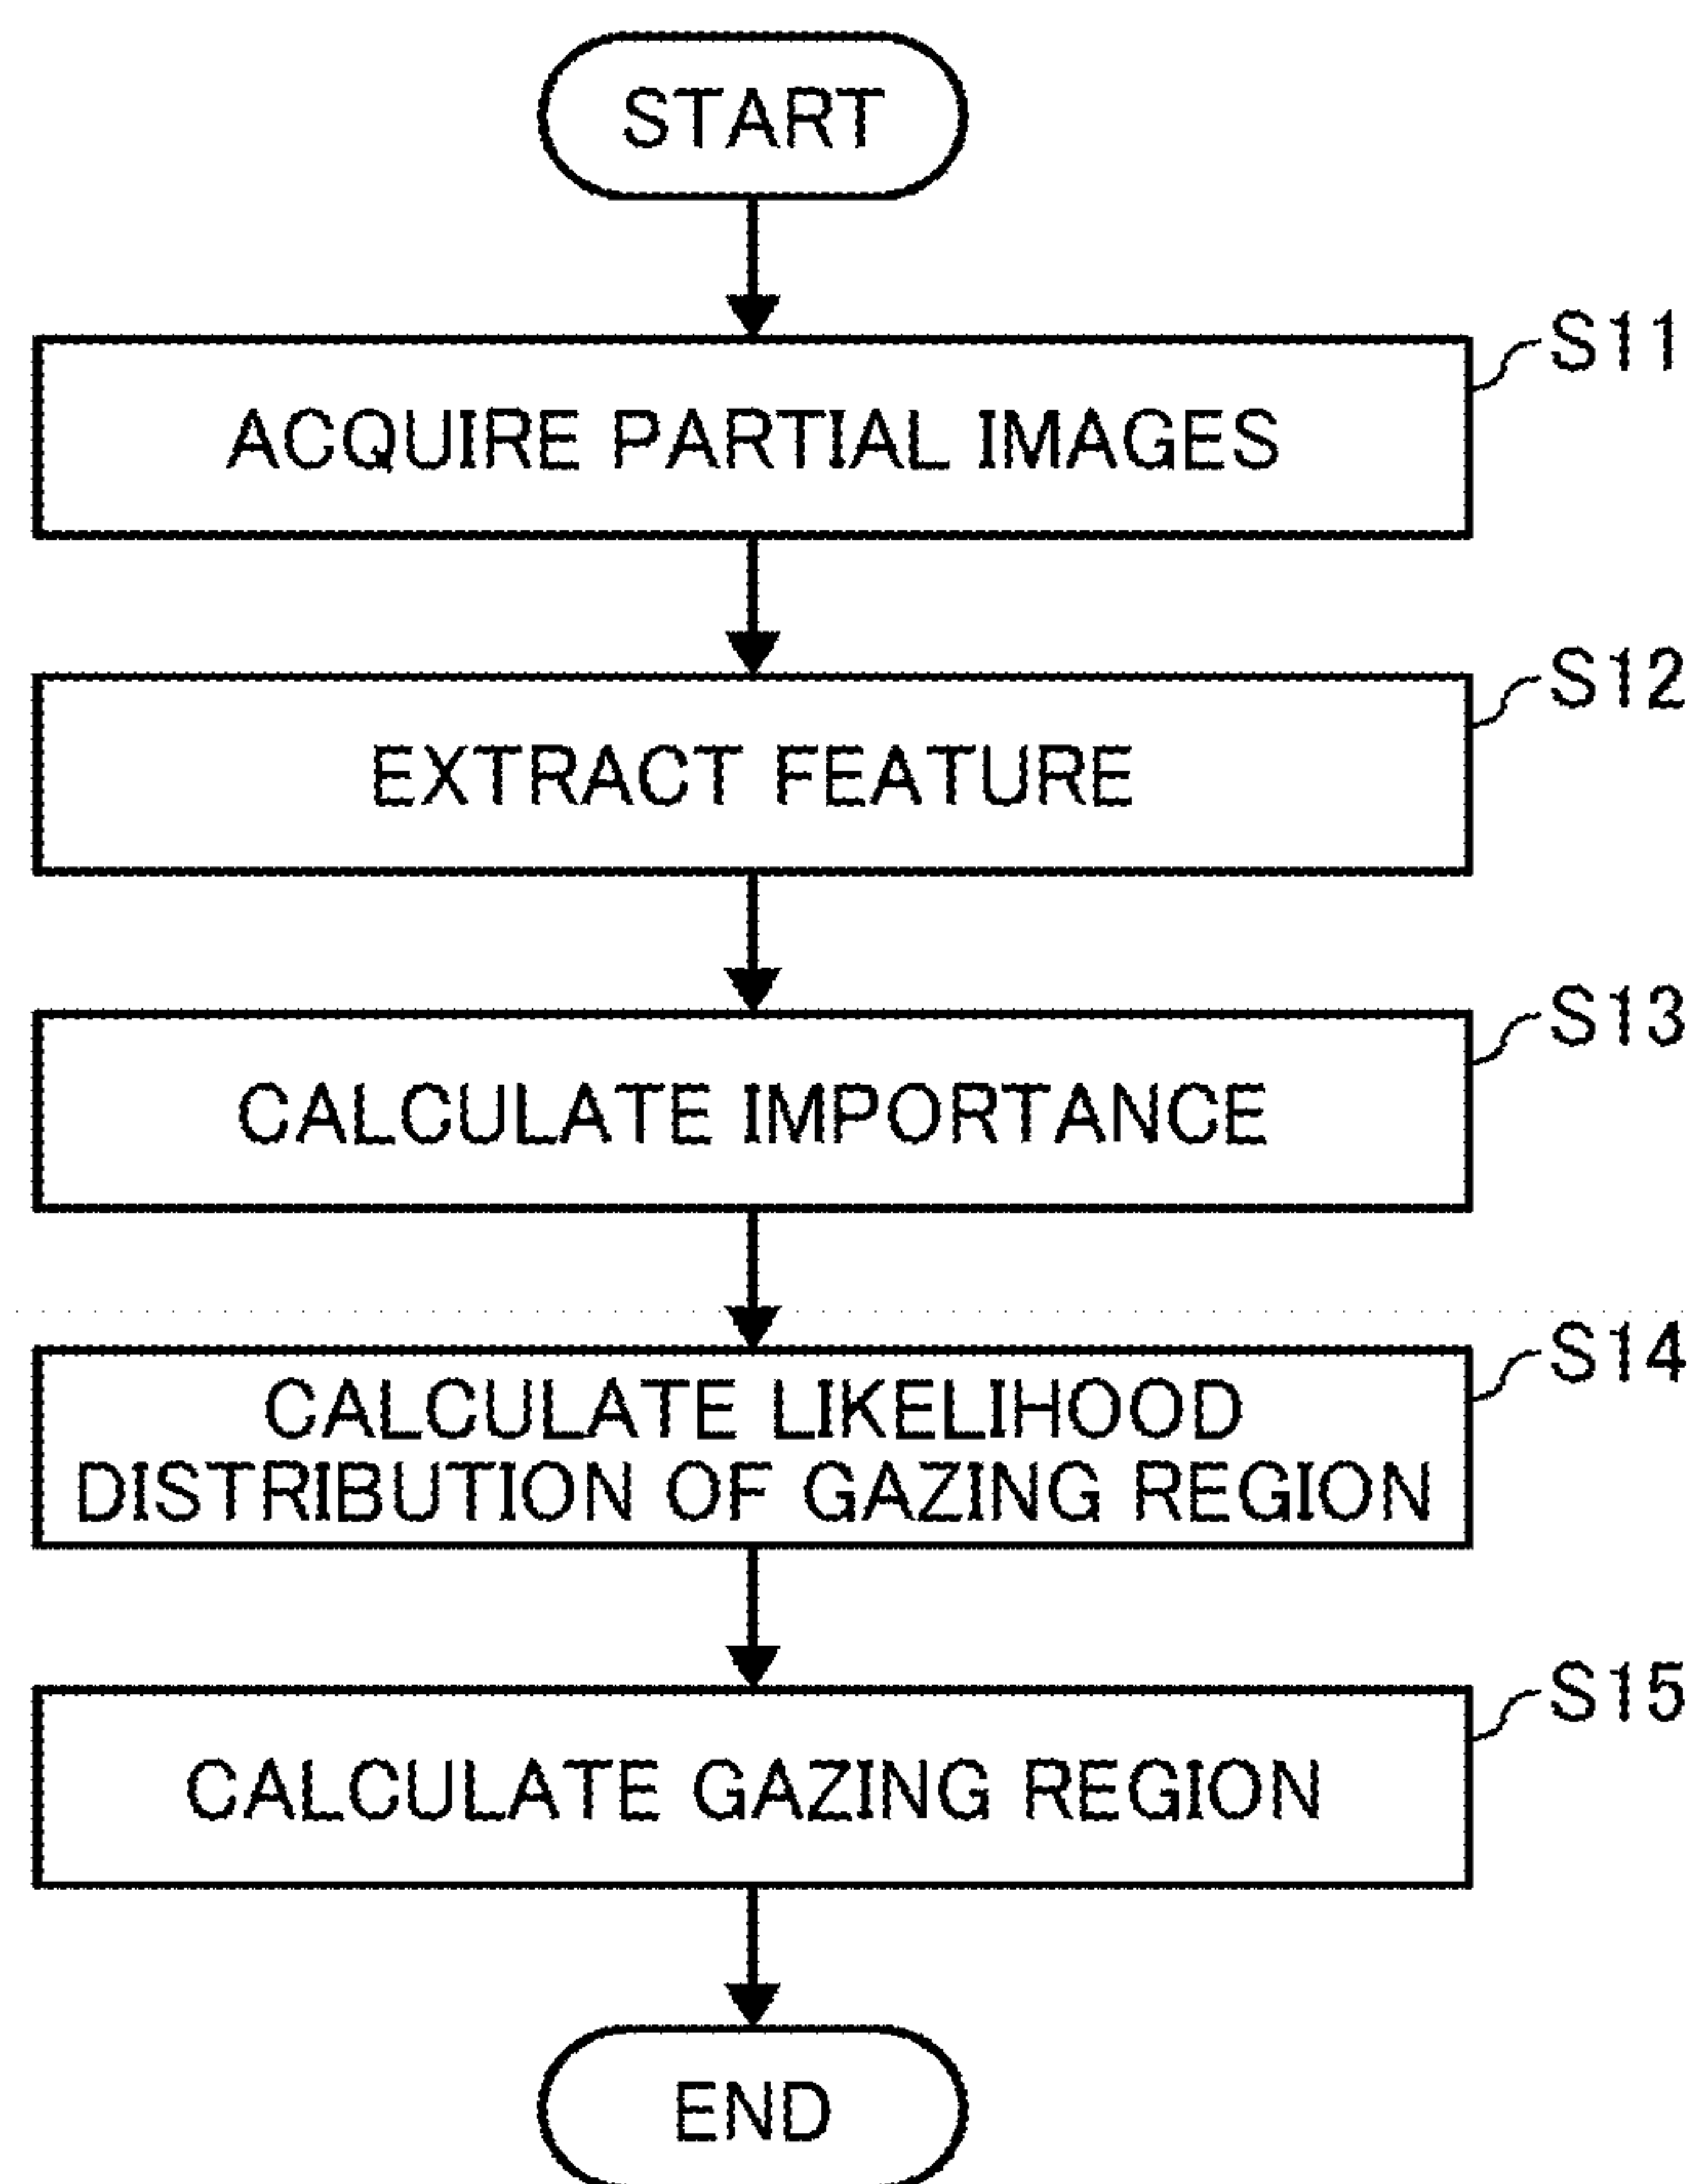 START
S11
ACQUIRE PARTIAL IMAGES
S12
EXTRACT FEATURE
S13
CALCULATE IMPORTANCE
S14
CALCULATE LIKELIHOOD
DISTRIBUTION OF GAZING REGION
S15
CALCULATE GAZING REGION
END